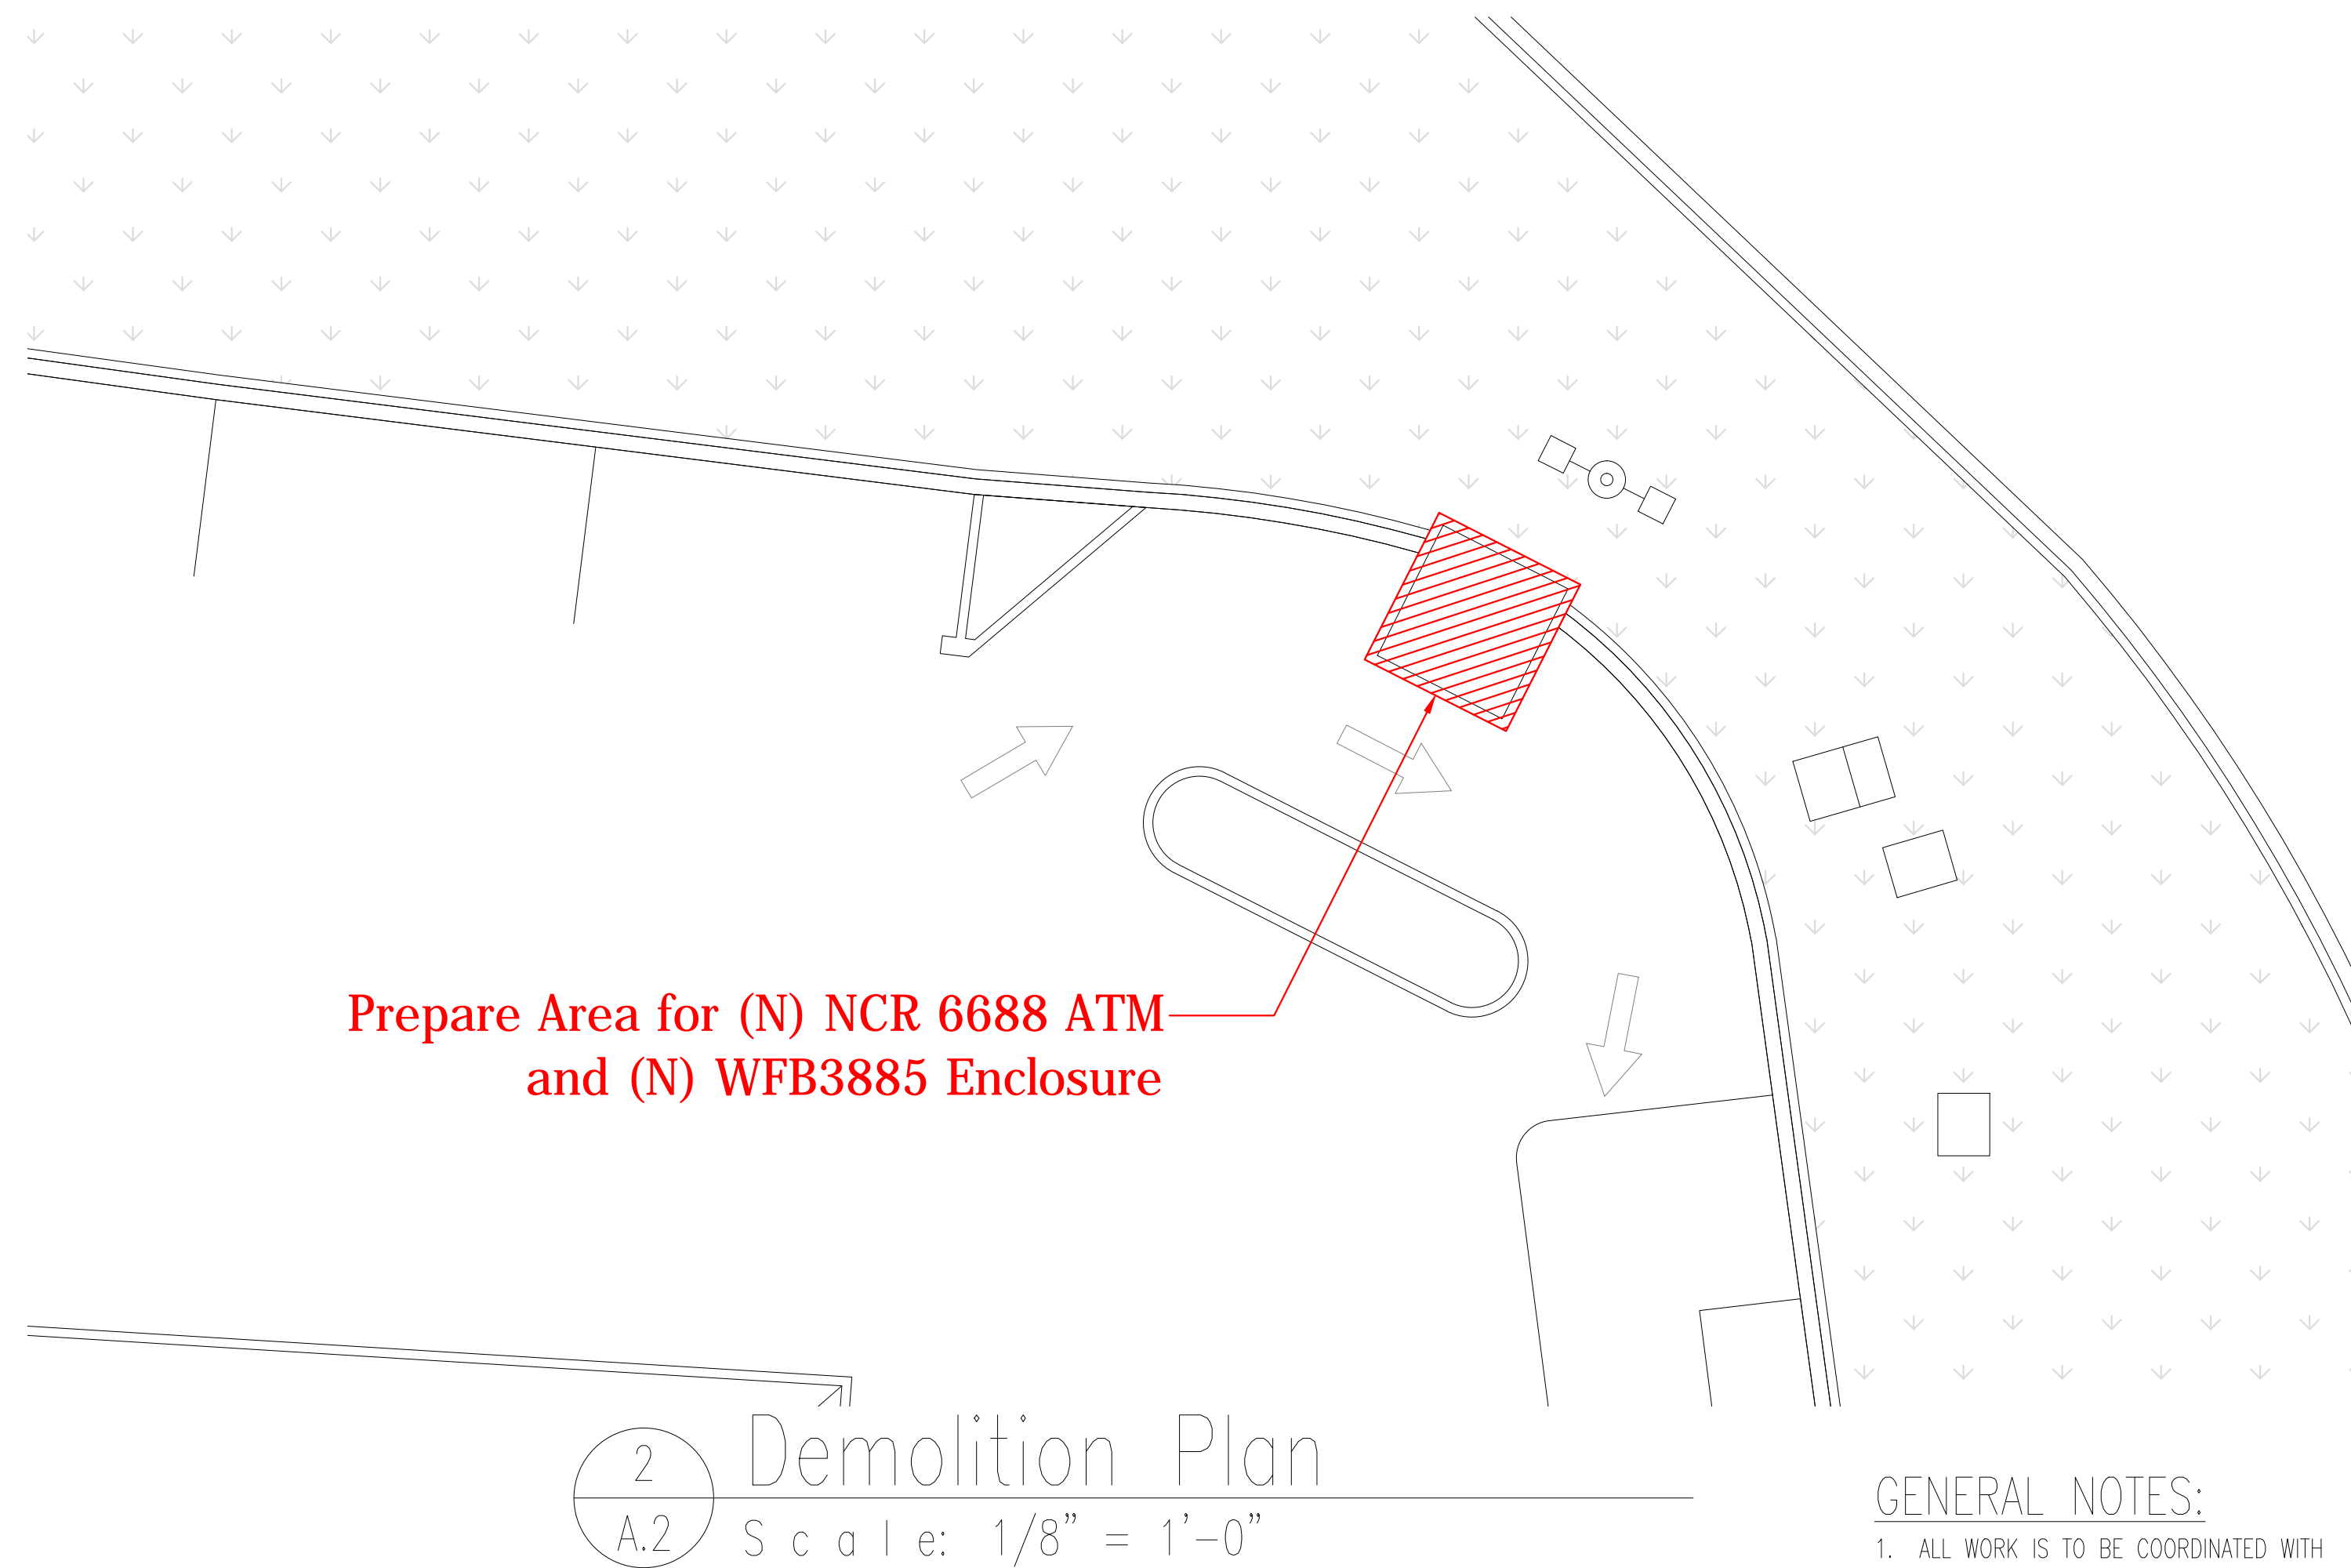 Prepare Area for (N) NCR 6688 ATM
and (N) WFB3885 Enclosure
2
A.2
Demolition Plan
Scale: 1/8" = 1'-0"
GENERAL NOTES:
1. ALL WORK IS TO BE COORDINATED WITH